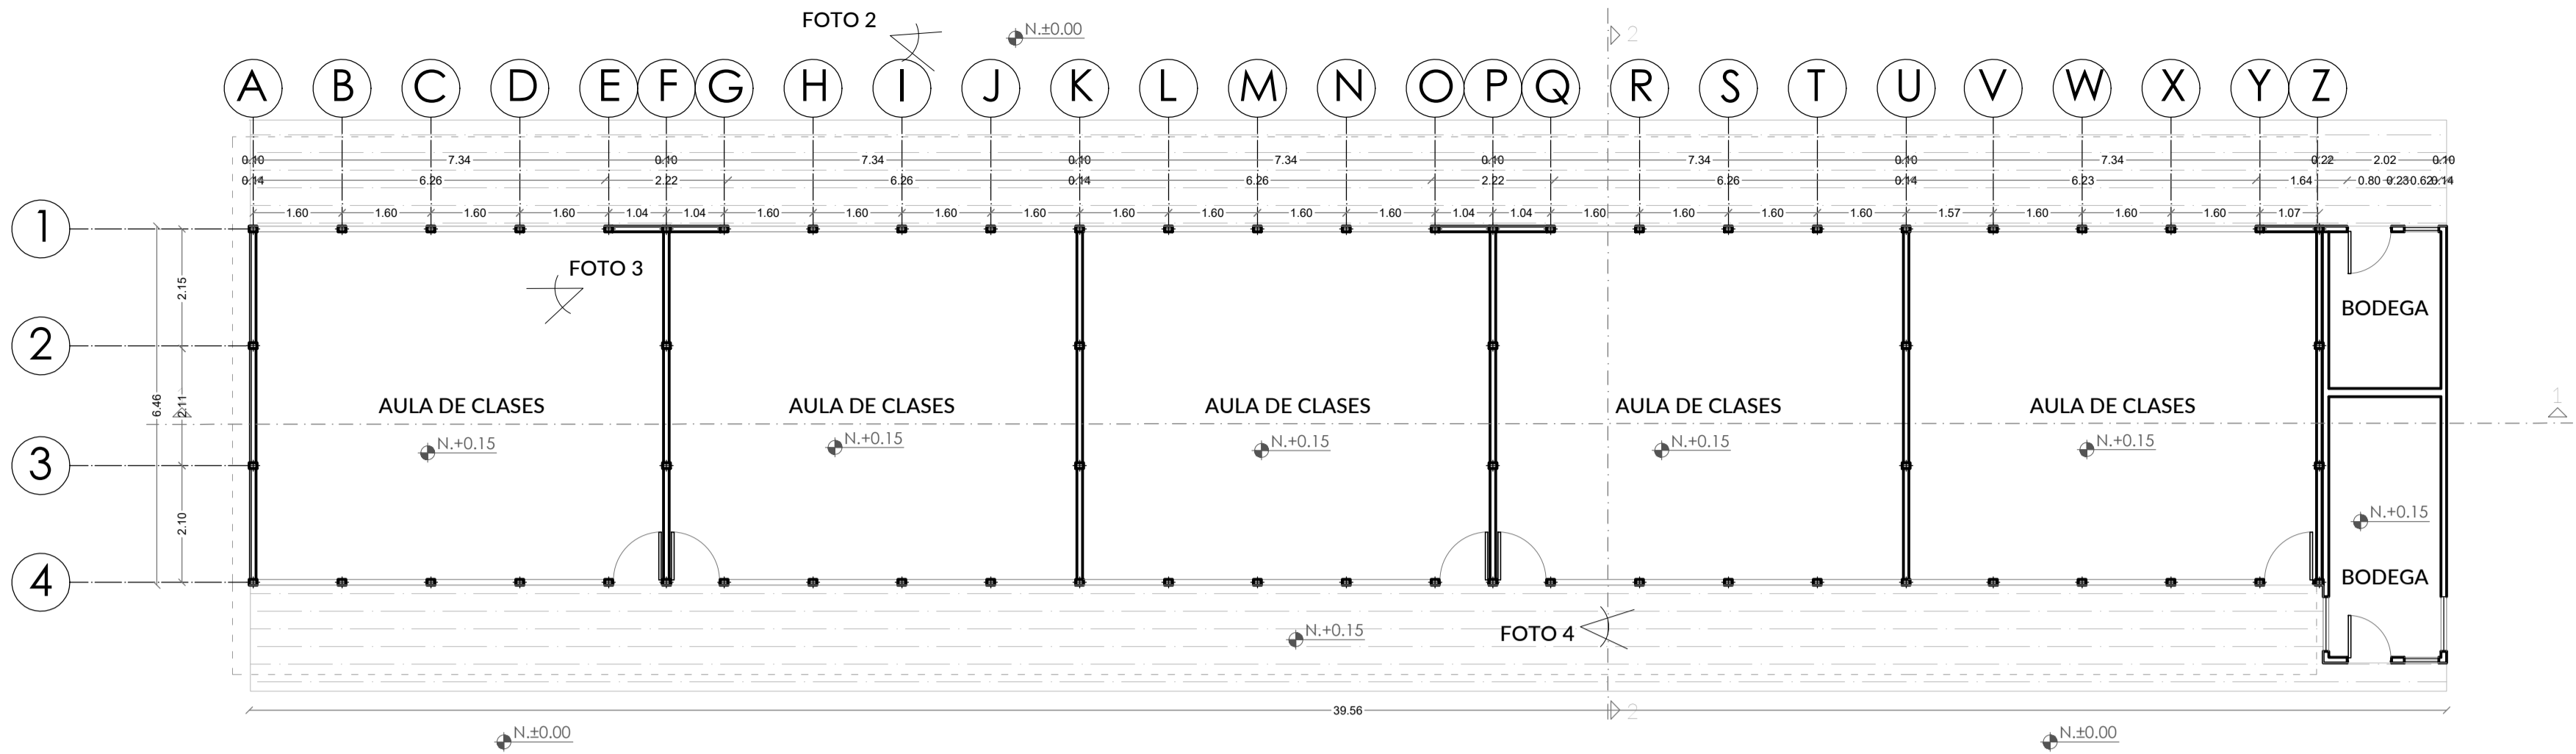 FOTO 2
N.±0.00
2
A B C D E F G H I J K L M N O P Q R S T U V W X Y Z
0.10 7.34 0.10 7.34 0.10 7.34 0.10 7.34 0.10 7.34 0.22 2.02 0.10
0.14 6.26 2.22 6.26 0.14 6.26 2.22 6.26 0.14 6.23 1.64 0.80 0.23 0.62 0.14
1.60 1.60 1.60 1.60 1.04 1.04 1.60 1.60 1.60 1.60 1.60 1.60 1.60 1.60 1.04 1.04 1.60 1.60 1.60 1.60 1.57 1.60 1.60 1.60 1.07
1
FOTO 3
2.15
BODEGA
2
6.46
2.11
1
AULA DE CLASES AULA DE CLASES AULA DE CLASES AULA DE CLASES AULA DE CLASES
N.+0.15 N.+0.15 N.+0.15 N.+0.15 N.+0.15
3
2.10
N.+0.15
4
BODEGA
N.+0.15
FOTO 4
39.56
2
N.±0.00
N.±0.00